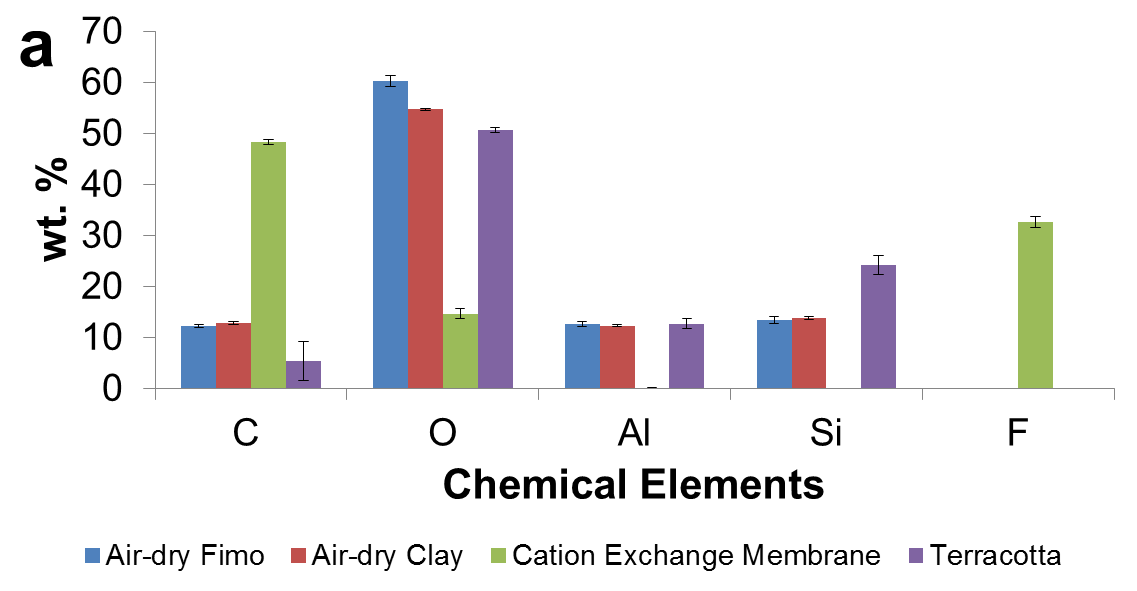 a
70
60
50
40
30
20
10
0
wt. %
C O Al Si F
Chemical Elements
Air-dry Fimo Air-dry Clay Cation Exchange Membrane Terracotta